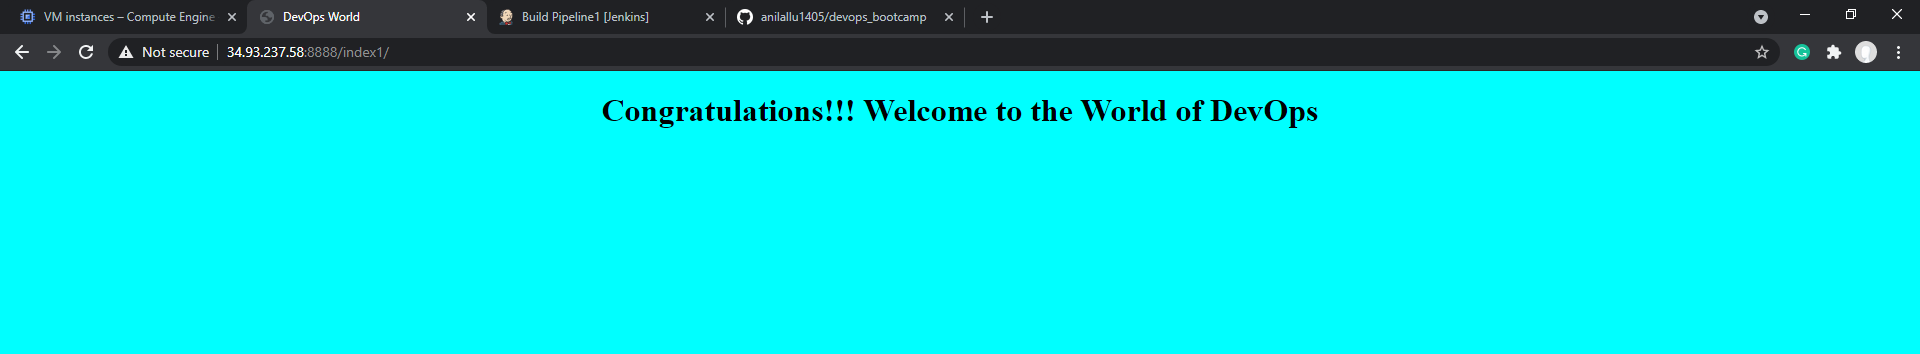 VM instances – Compute Engine
DevOps World
Build Pipeline1 [Jenkins]
anilallu1405/devops_bootcamp
Not secure
34.93.237.58:8888/index1/
Congratulations!!! Welcome to the World of DevOps